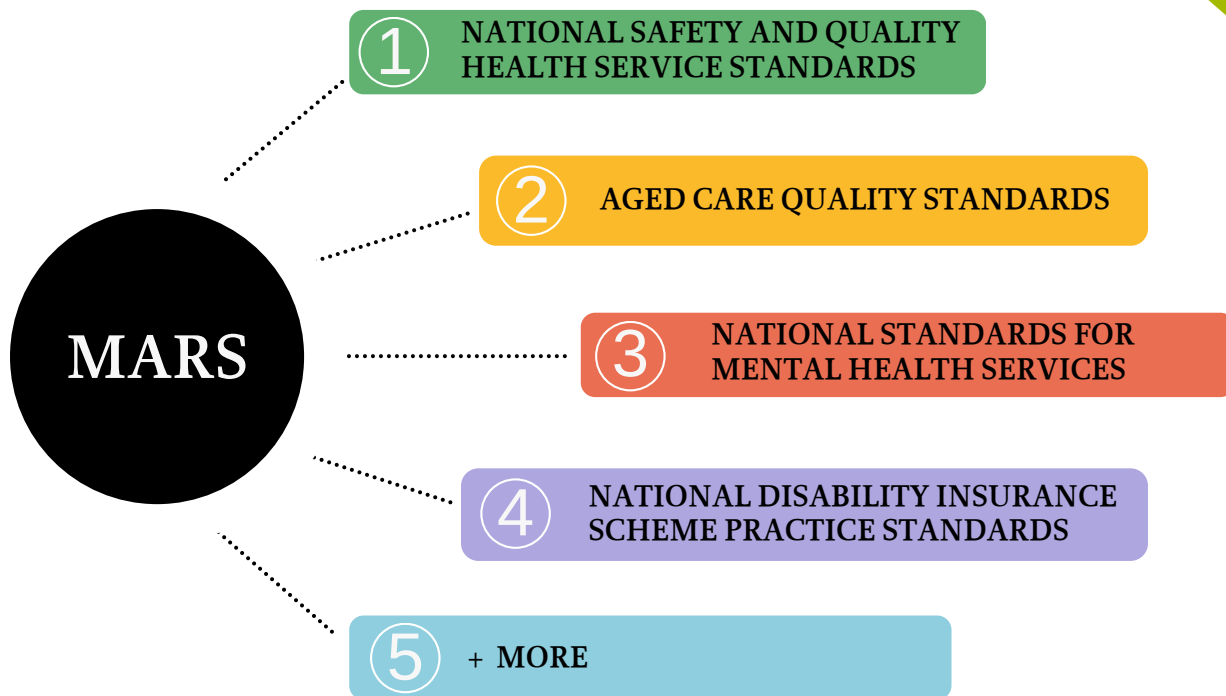 1
NATIONAL SAFETY AND QUALITY
HEALTH SERVICE STANDARDS
2
AGED CARE QUALITY STANDARDS
MARS
3
NATIONAL STANDARDS FOR
MENTAL HEALTH SERVICES
4
NATIONAL DISABILITY INSURANCE
SCHEME PRACTICE STANDARDS
5
+ MORE